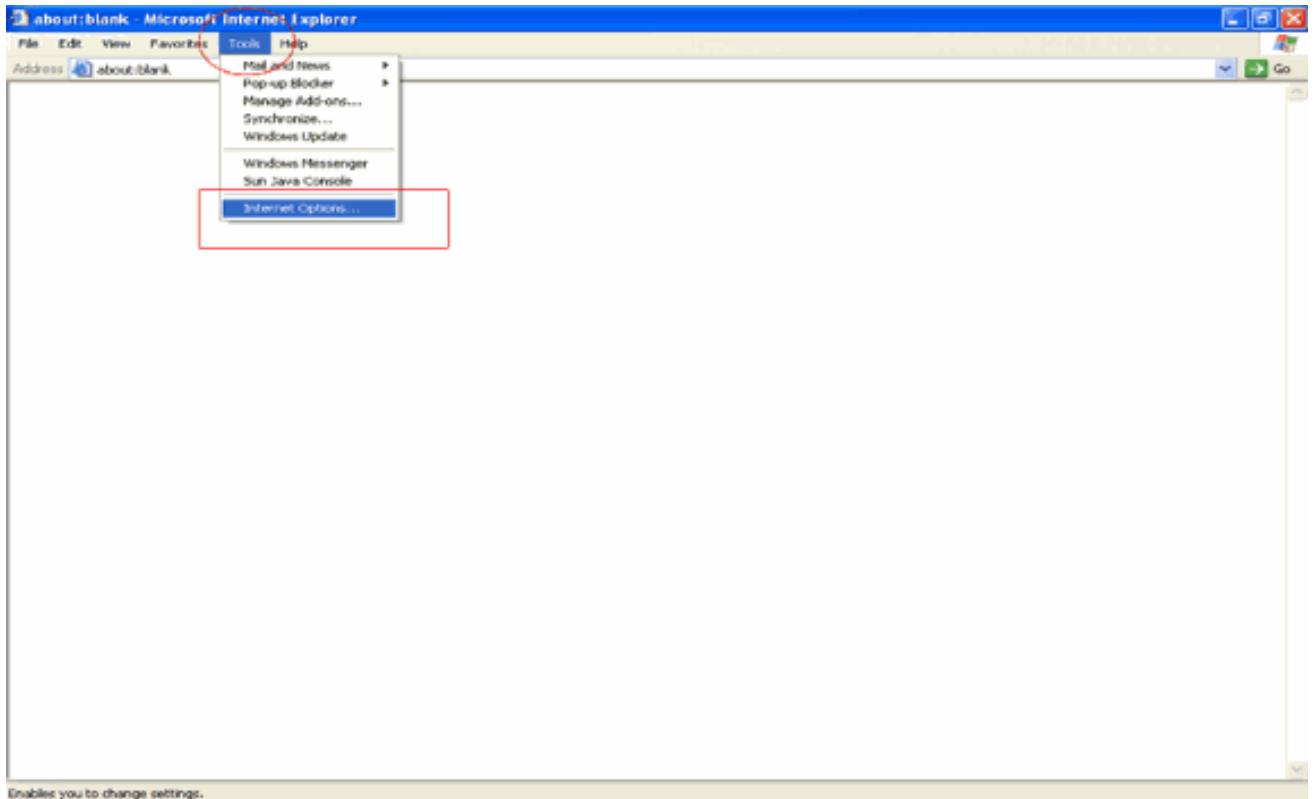 about:blank - Microsoft Internet Explorer
File Edit View Favorites Tools Help
Address about:blank Go
Mail and News
Pop-up Blocker
Manage Add-ons...
Synchronize...
Windows Update
Windows Messenger
Sun Java Console
Internet Options...
Enables you to change settings.